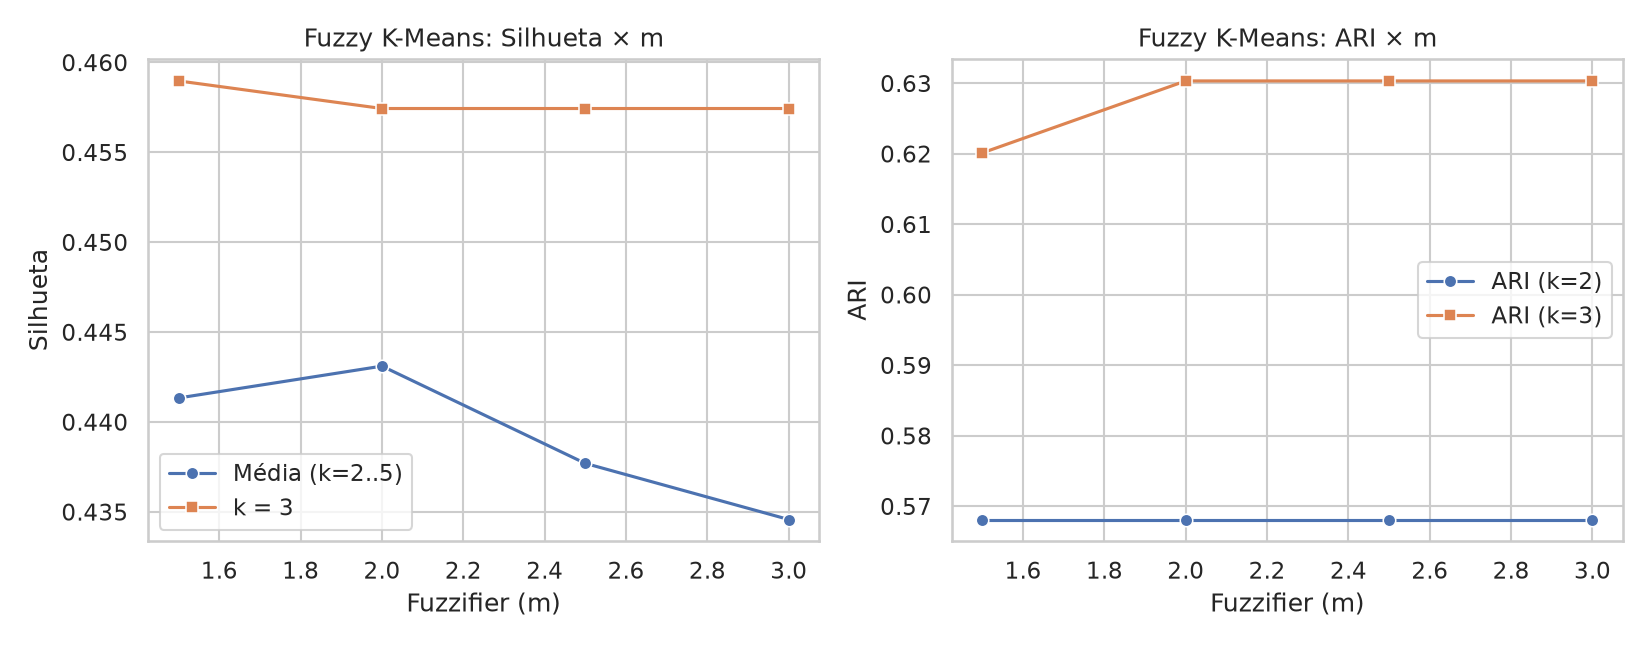 Fuzzy K-Means: Silhueta × m
0.460
0.455
0.450
0.445
0.440
0.435
Silhueta
Média (k=2..5)
k = 3
1.6 1.8 2.0 2.2 2.4 2.6 2.8 3.0
Fuzzifier (m)
Fuzzy K-Means: ARI × m
0.63
0.62
0.61
0.60
0.59
0.58
0.57
ARI
ARI (k=2)
ARI (k=3)
1.6 1.8 2.0 2.2 2.4 2.6 2.8 3.0
Fuzzifier (m)